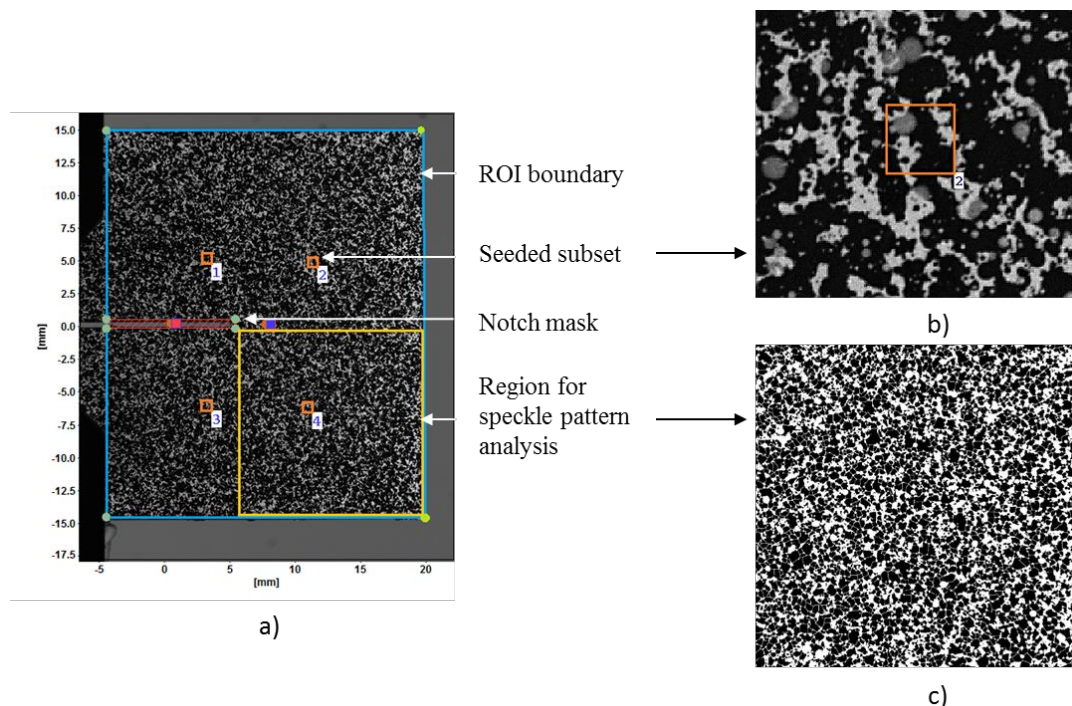 15.0
12.5
10.0
7.5
5.0
2.5
0.0
-2.5
-5.0
-7.5
-10.0
-12.5
-15.0
-17.5
[mm]
-5 0 5 10 15 20
[mm]
1
2
3
4
a)
ROI boundary
Seeded subset
Notch mask
Region for
speckle pattern
analysis
2
b)
c)